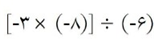 [-۳ × (-۸)] ÷ (-۶)